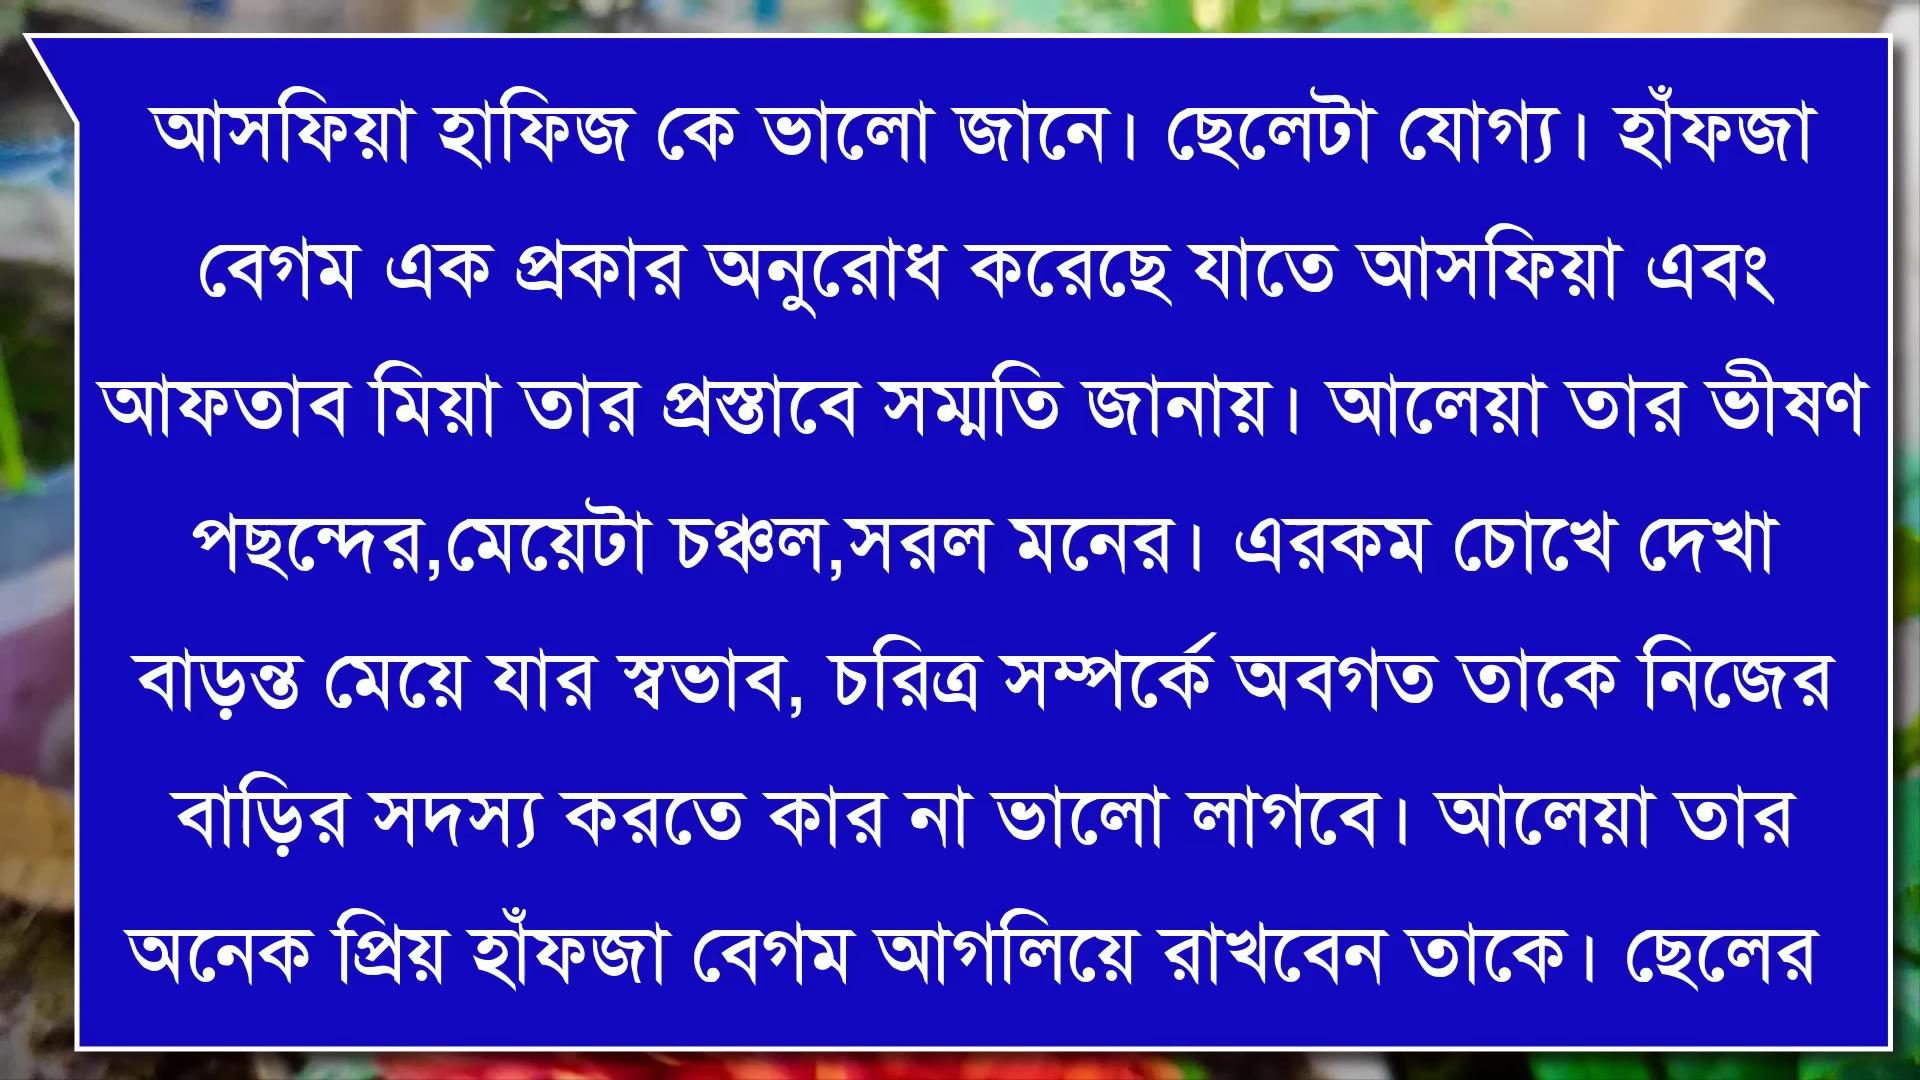 আসফিয়া হাফিজ কে ভালো জানে। ছেলেটা যোগ্য। হাঁফজা
বেগম এক প্রকার অনুরোধ করেছে যাতে আসফিয়া এবং
আফতাব মিয়া তার প্রস্তাবে সম্মতি জানায়। আলেয়া তার ভীষণ
পছন্দের,মেয়েটা চঞ্চল,সরল মনের। এরকম চোখে দেখা
বাড়ন্ত মেয়ে যার স্বভাব, চরিত্র সম্পর্কে অবগত তাকে নিজের
বাড়ির সদস্য করতে কার না ভালো লাগবে। আলেয়া তার
অনেক প্রিয় হাঁফজা বেগম আগলিয়ে রাখবেন তাকে। ছেলের